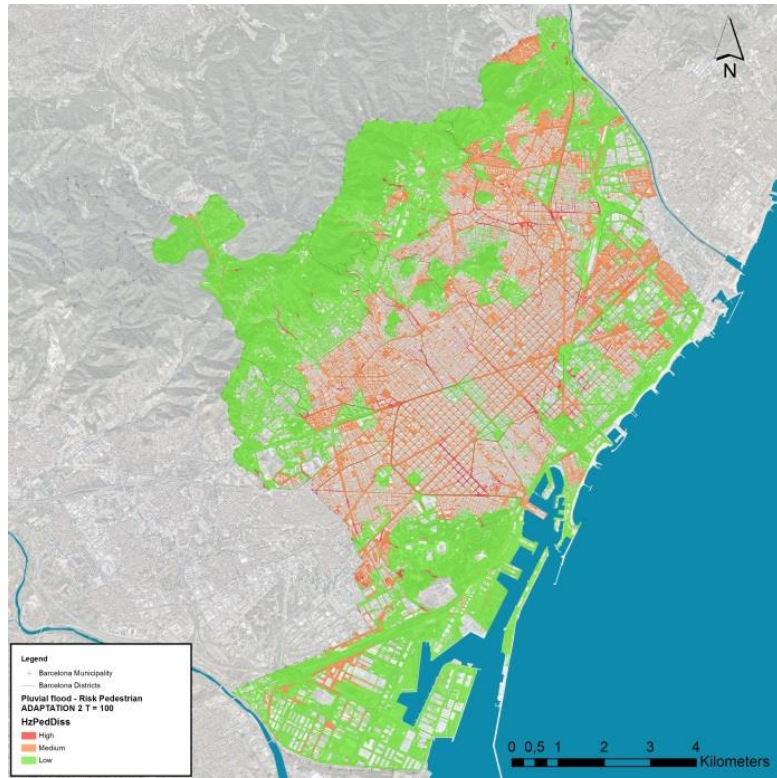 N
Legend
Barcelona Municipality
Barcelona Districts
Pluvial flood - Risk Pedestrian
ADAPTATION 2 T = 100
HzPedDiss
High
Medium
Low
0 0,5 1 2 3 4
Kilometers